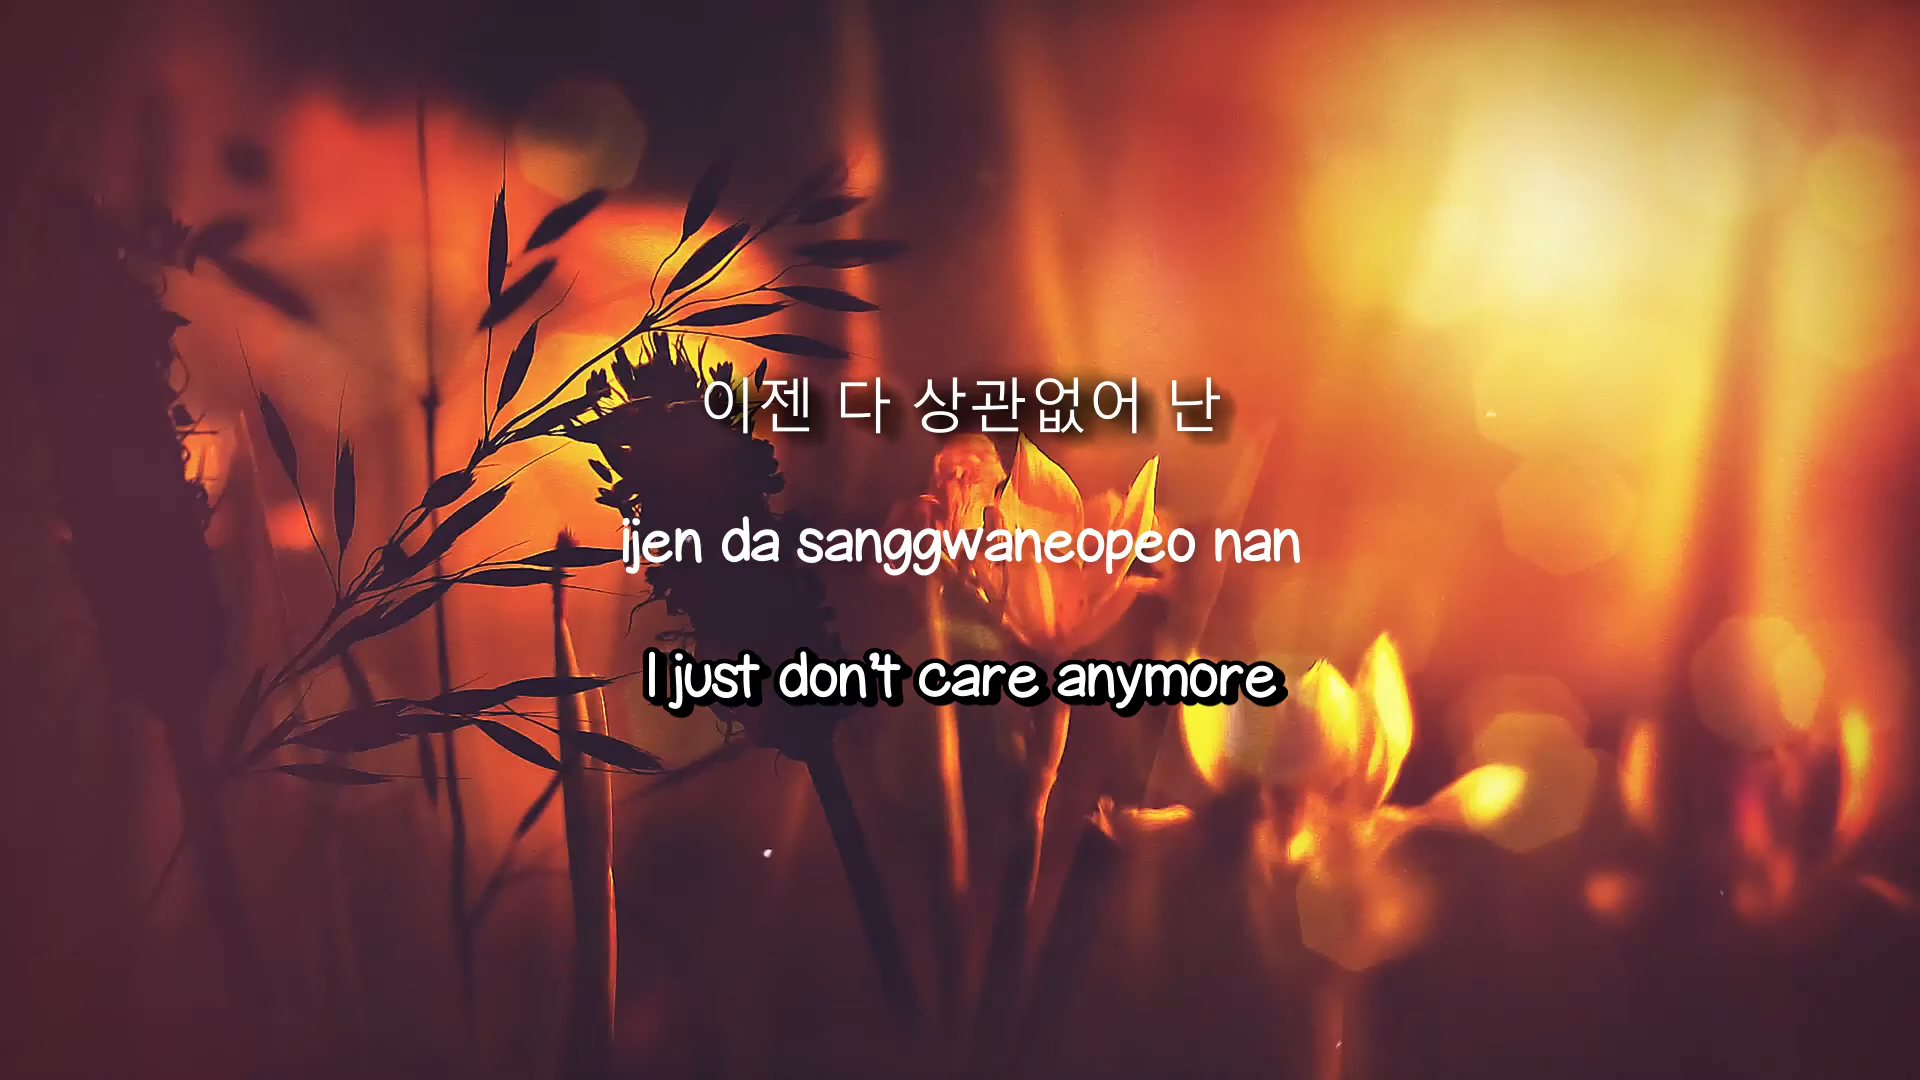 이젠 다 상관없어 난
ijen da sanggwaneopeo nan
I just don't care anymore